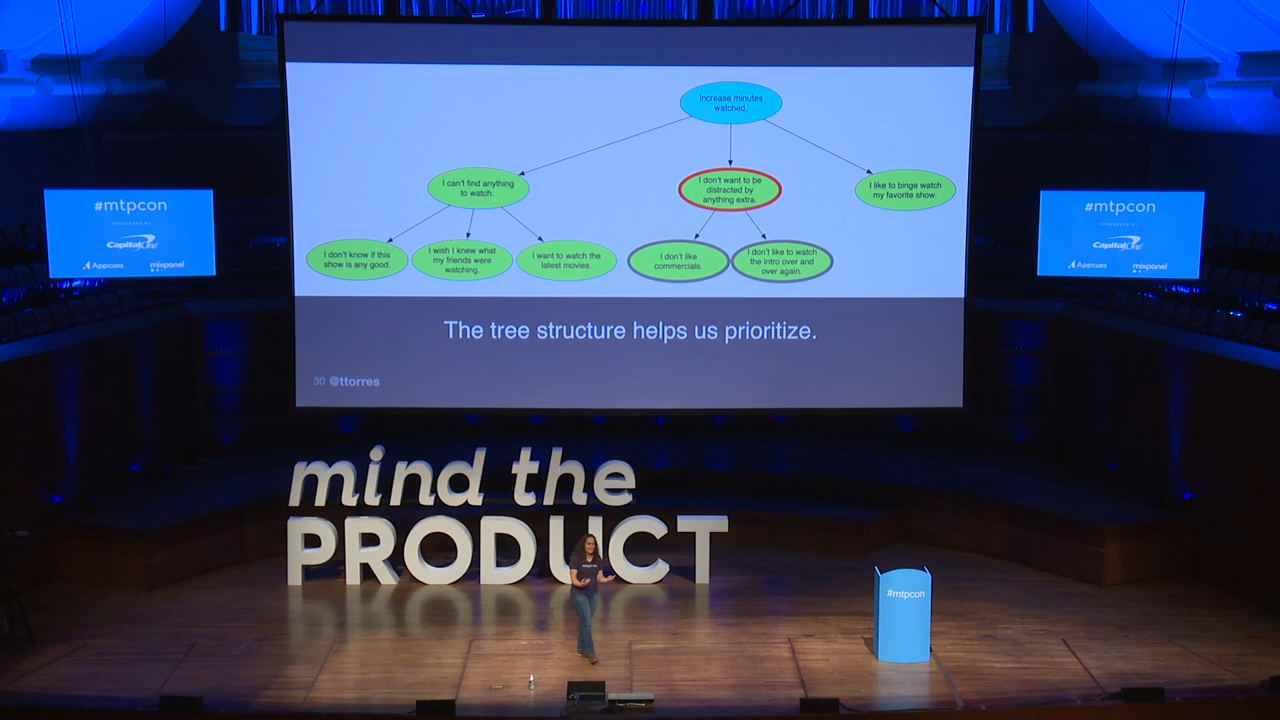 Increase minutes
watched.
I can't find anything
to watch.
I don't want to be
distracted by
anything extra.
I like to binge watch
my favorite show.
I don't know if this
show is any good.
I wish I knew what
my friends were
watching.
I want to watch the
latest movies.
I don't like
commercials.
I don't like to watch
the intro over and
over again.
The tree structure helps us prioritize.
30 @ttorres
#mtpcon
SPONSORED BY
Capital One
Appcues
mixpanel
#mtpcon
Capital One
Appcues
mixpanel
mind the
PRODUCT
#mtpcon